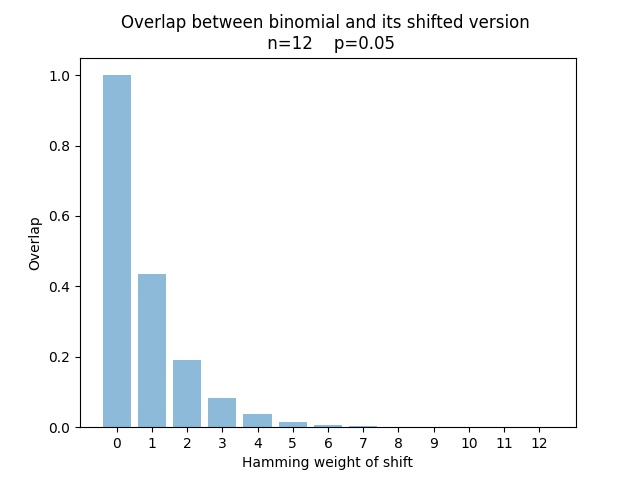 Overlap between binomial and its shifted version
n=12    p=0.05
1.0
0.8
0.6
0.4
0.2
0.0
Overlap
0 1 2 3 4 5 6 7 8 9 10 11 12
Hamming weight of shift